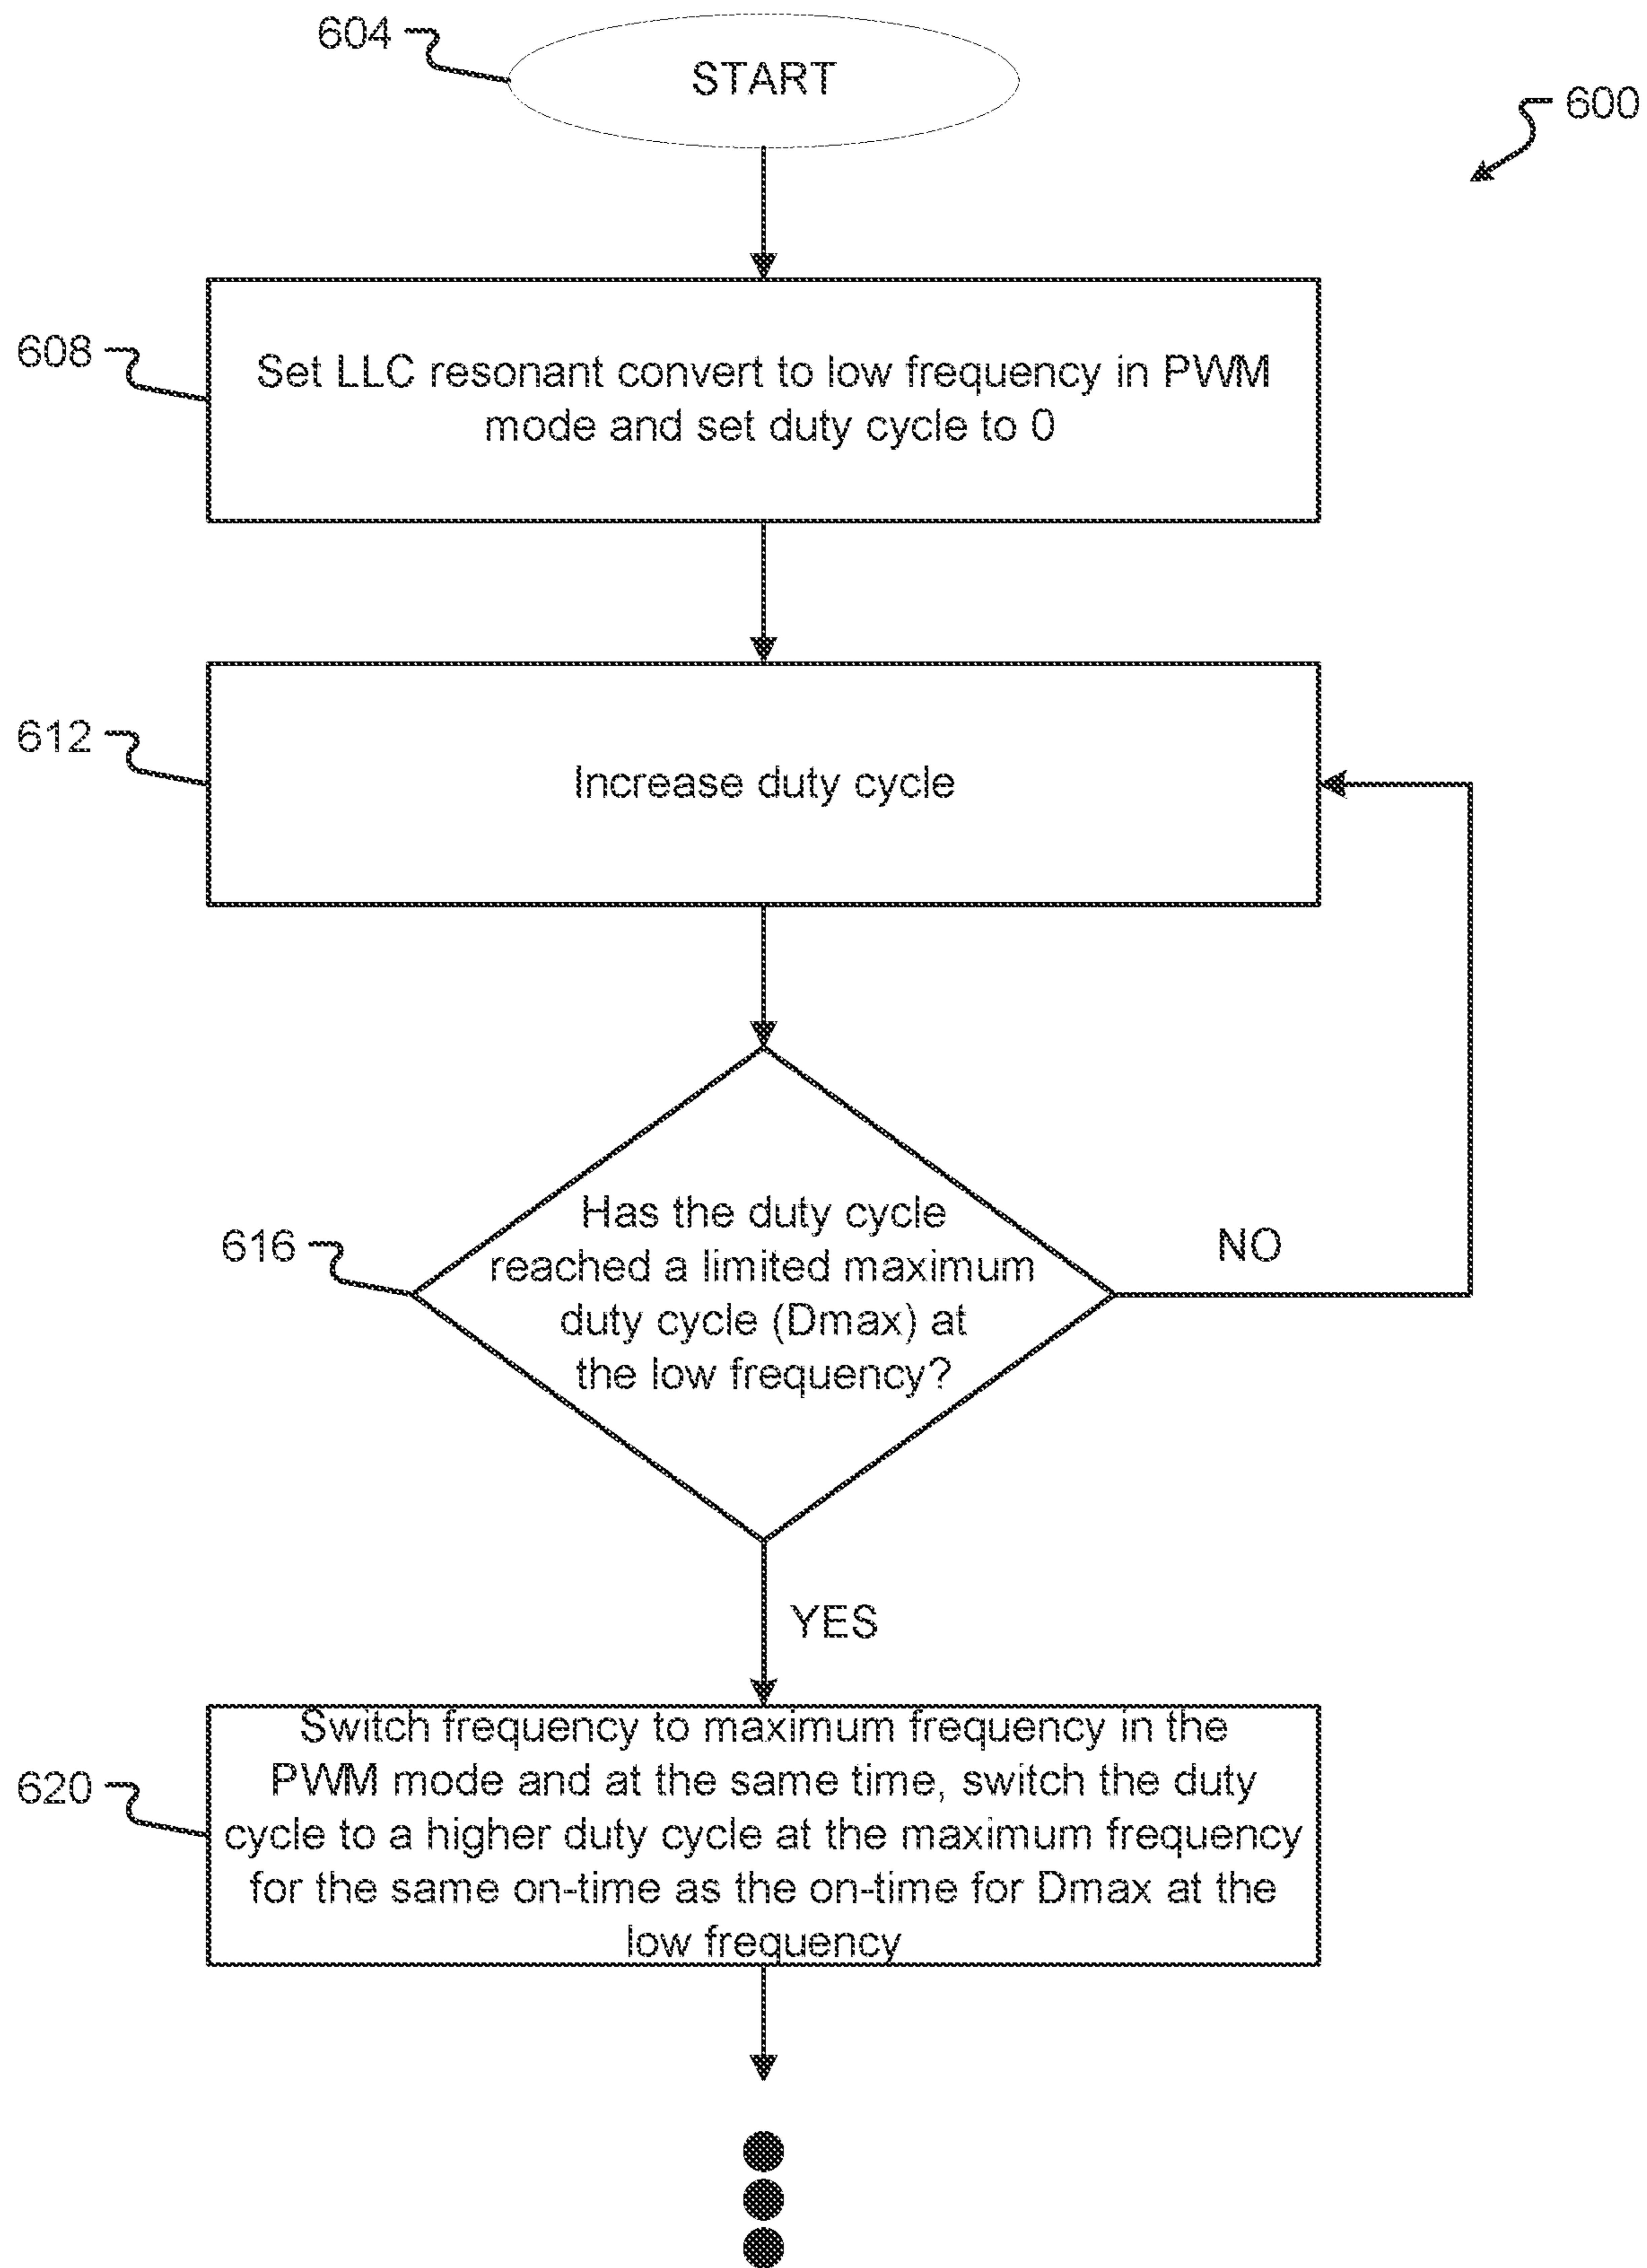 604
START
600
608
Set LLC resonant convert to low frequency in PWM
mode and set duty cycle to 0
612
Increase duty cycle
616
Has the duty cycle
reached a limited maximum
duty cycle (Dmax) at
the low frequency?
NO
YES
620
Switch frequency to maximum frequency in the
PWM mode and at the same time, switch the duty
cycle to a higher duty cycle at the maximum frequency
for the same on-time as the on-time for Dmax at the
low frequency